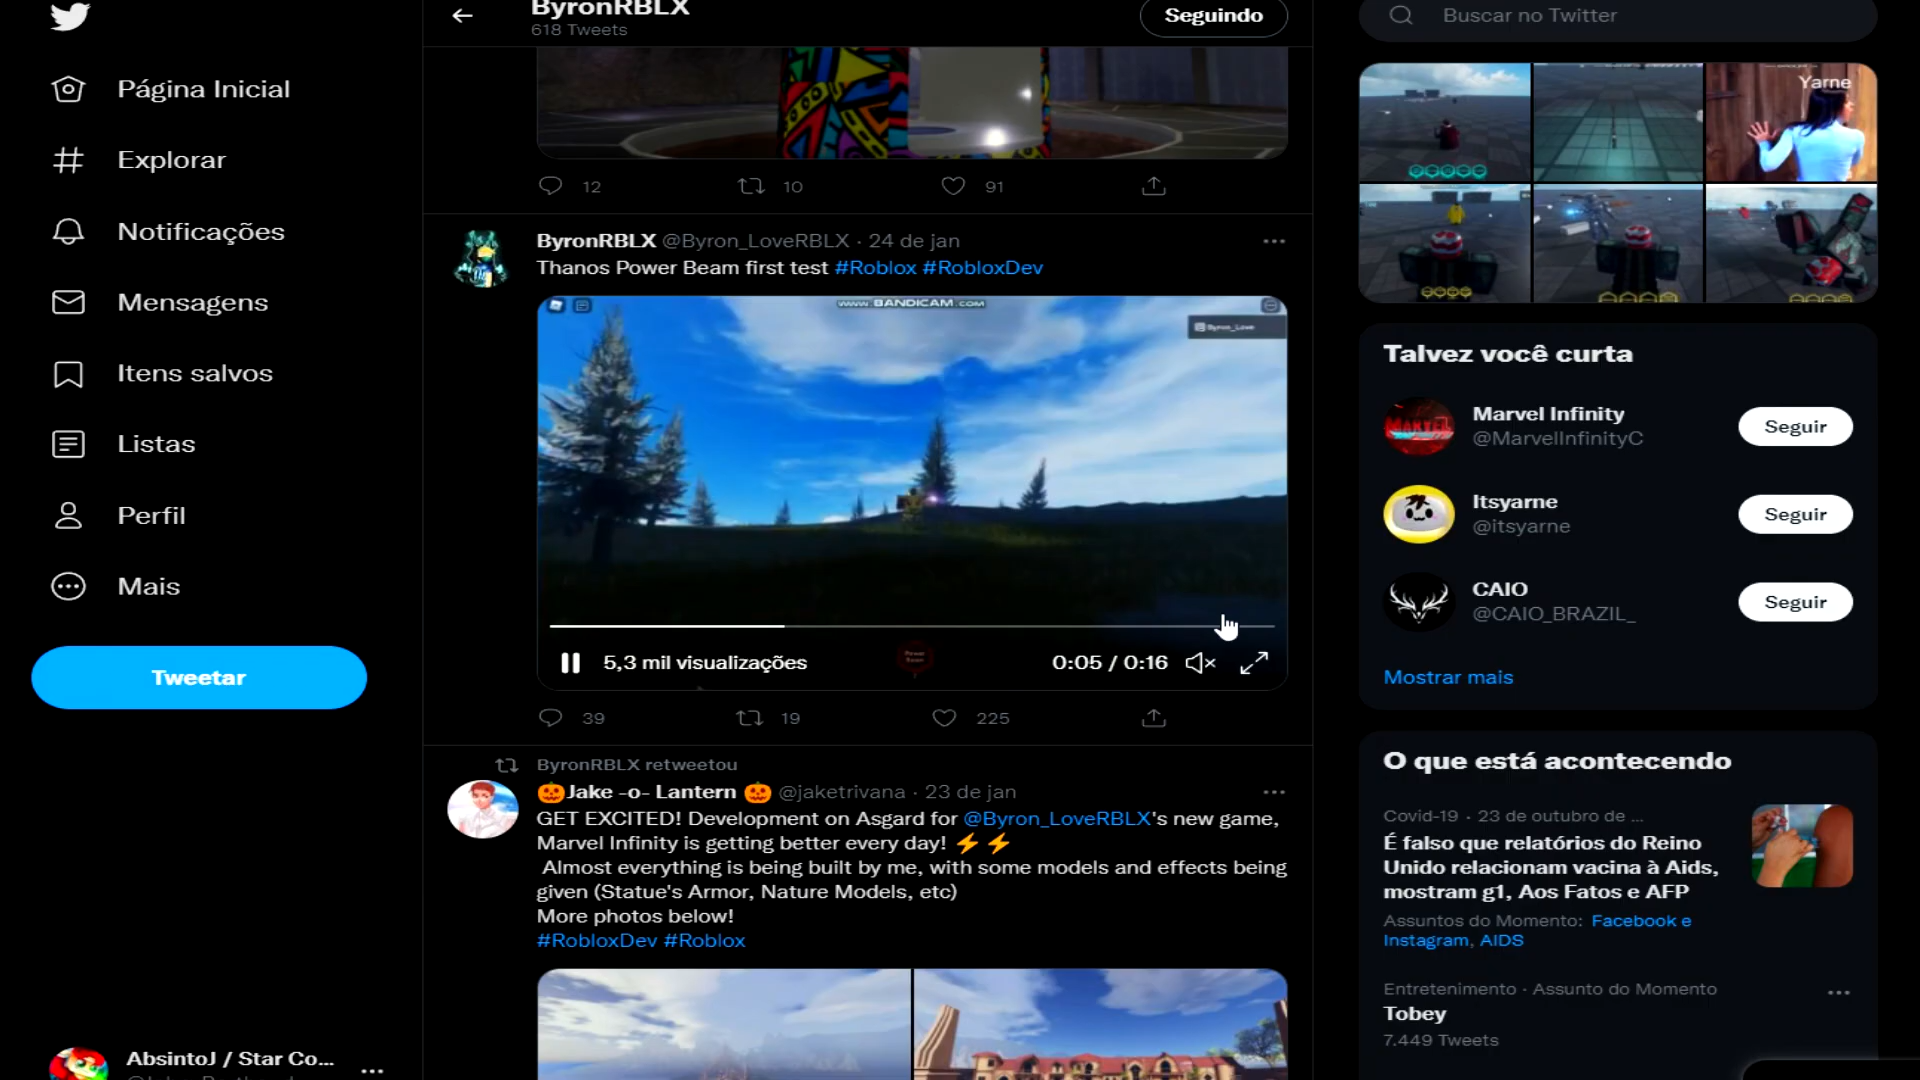 Página Inicial
Explorar
Notificações
Mensagens
Itens salvos
Listas
Perfil
Mais
Tweetar
AbsintoJ / Star Co...
ByronRBLX
618 Tweets
Seguindo
12
10
91
ByronRBLX @Byron_LoveRBLX · 24 de jan
Thanos Power Beam first test #Roblox #RobloxDev
www.BANDICAM.com
Byron_Love
5,3 mil visualizações
0:05 / 0:16
39
19
225
ByronRBLX retweetou
🎃Jake -o- Lantern 🎃 @jaketrivana · 23 de jan
GET EXCITED! Development on Asgard for @Byron_LoveRBLX's new game,
Marvel Infinity is getting better every day! ⚡⚡
Almost everything is being built by me, with some models and effects being
given (Statue's Armor, Nature Models, etc)
More photos below!
#RobloxDev #Roblox
Buscar no Twitter
Yarne
Talvez você curta
Marvel Infinity
@MarvelInfinityC
Seguir
Itsyarne
@itsyarne
Seguir
CAIO
@CAIO_BRAZIL_
Seguir
Mostrar mais
O que está acontecendo
Covid-19 · 23 de outubro de ...
É falso que relatórios do Reino
Unido relacionam vacina à Aids,
mostram g1, Aos Fatos e AFP
Assuntos do Momento: Facebook e
Instagram, AIDS
Entretenimento · Assunto do Momento
Tobey
7.449 Tweets